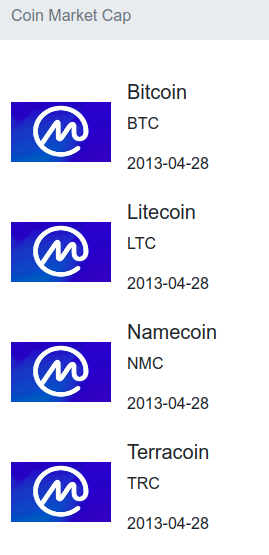 Coin Market Cap
Bitcoin
BTC
2013-04-28
Litecoin
LTC
2013-04-28
Namecoin
NMC
2013-04-28
Terracoin
TRC
2013-04-28